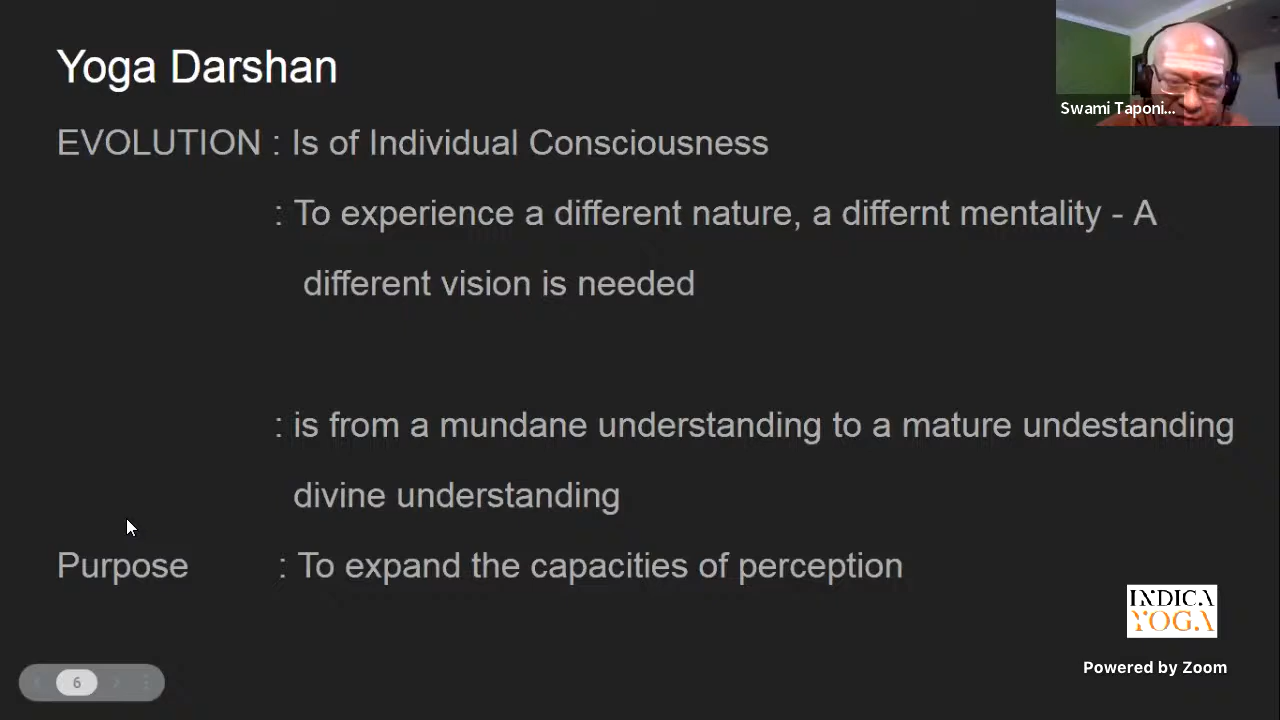 Yoga Darshan
Swami Taponi...
EVOLUTION : Is of Individual Consciousness
: To experience a different nature, a differnt mentality - A
different vision is needed
: is from a mundane understanding to a mature undestanding
divine understanding
Purpose : To expand the capacities of perception
INDICA
YOGA
Powered by Zoom
6